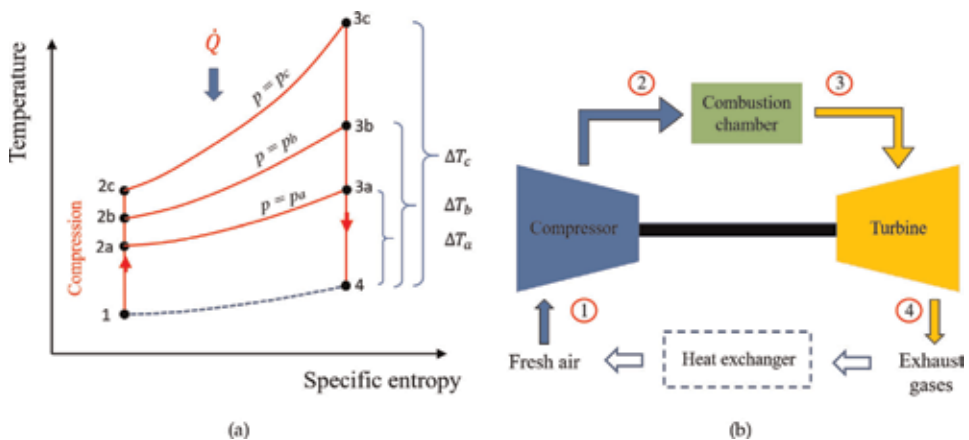 Temperature
Q̇
3c
p = pc
3b
ΔTc
2c
p = pb
3a
2b
p = pa
ΔTb
2a
ΔTa
Compression
4
1
Specific entropy
(a)
2
3
Combustion
chamber
Compressor
Turbine
1
4
Fresh air
Heat exchanger
Exhaust
gases
(b)